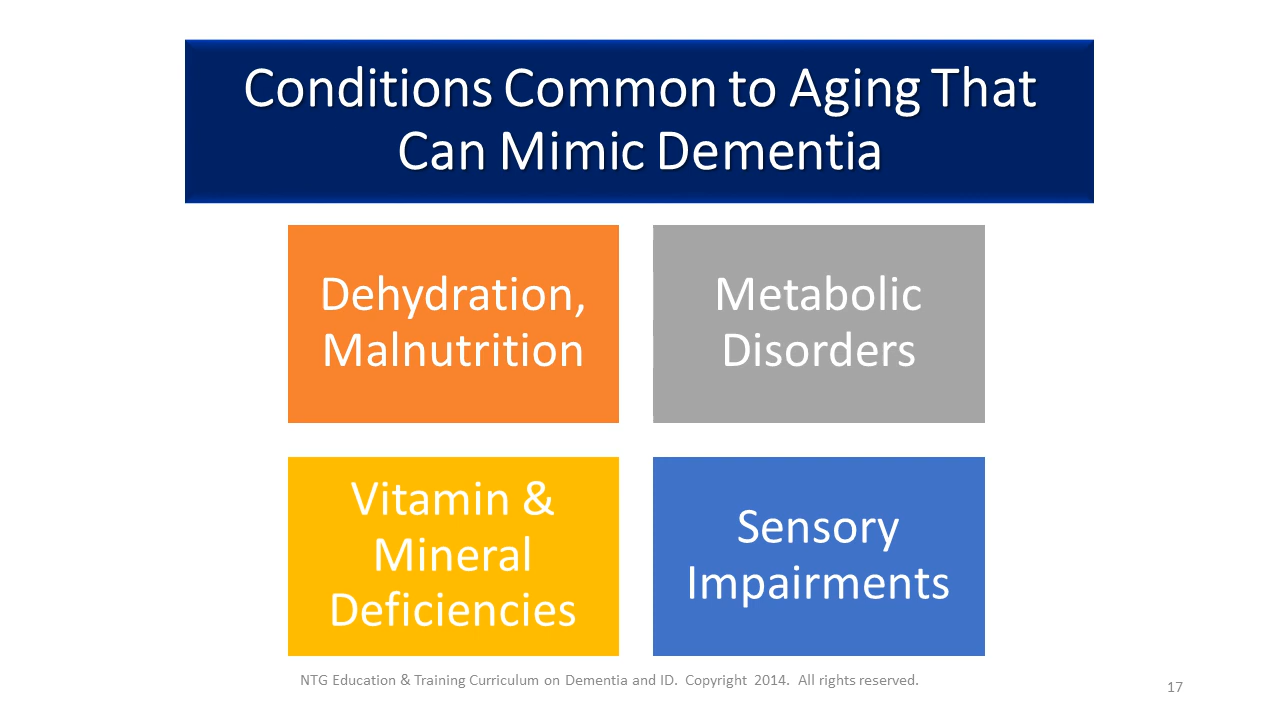 Conditions Common to Aging That
Can Mimic Dementia
Dehydration,
Malnutrition
Metabolic
Disorders
Vitamin &
Mineral
Deficiencies
Sensory
Impairments
NTG Education & Training Curriculum on Dementia and ID. Copyright 2014. All rights reserved.
17